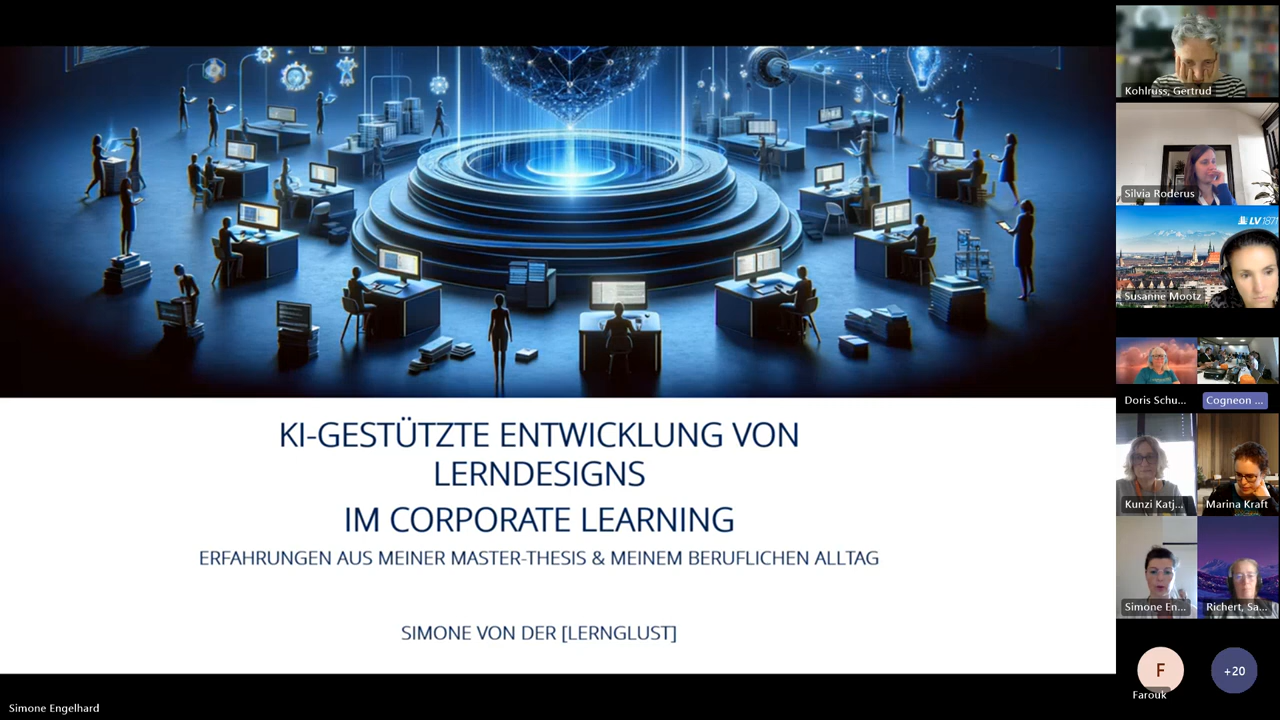 KI-GESTÜTZTE ENTWICKLUNG VON
LERNDESIGNS
IM CORPORATE LEARNING
ERFAHRUNGEN AUS MEINER MASTER-THESIS & MEINEM BERUFLICHEN ALLTAG
SIMONE VON DER [LERNGLUST]
Simone Engelhard
Kohlruss, Gertrud
Silvia Roderus
LV 1871
Susanne Mootz
Doris Schu...
Cogneon ...
Kunzi Katj...
Marina Kraft
Simone En...
Richert, Sa...
F
Farouk
+20